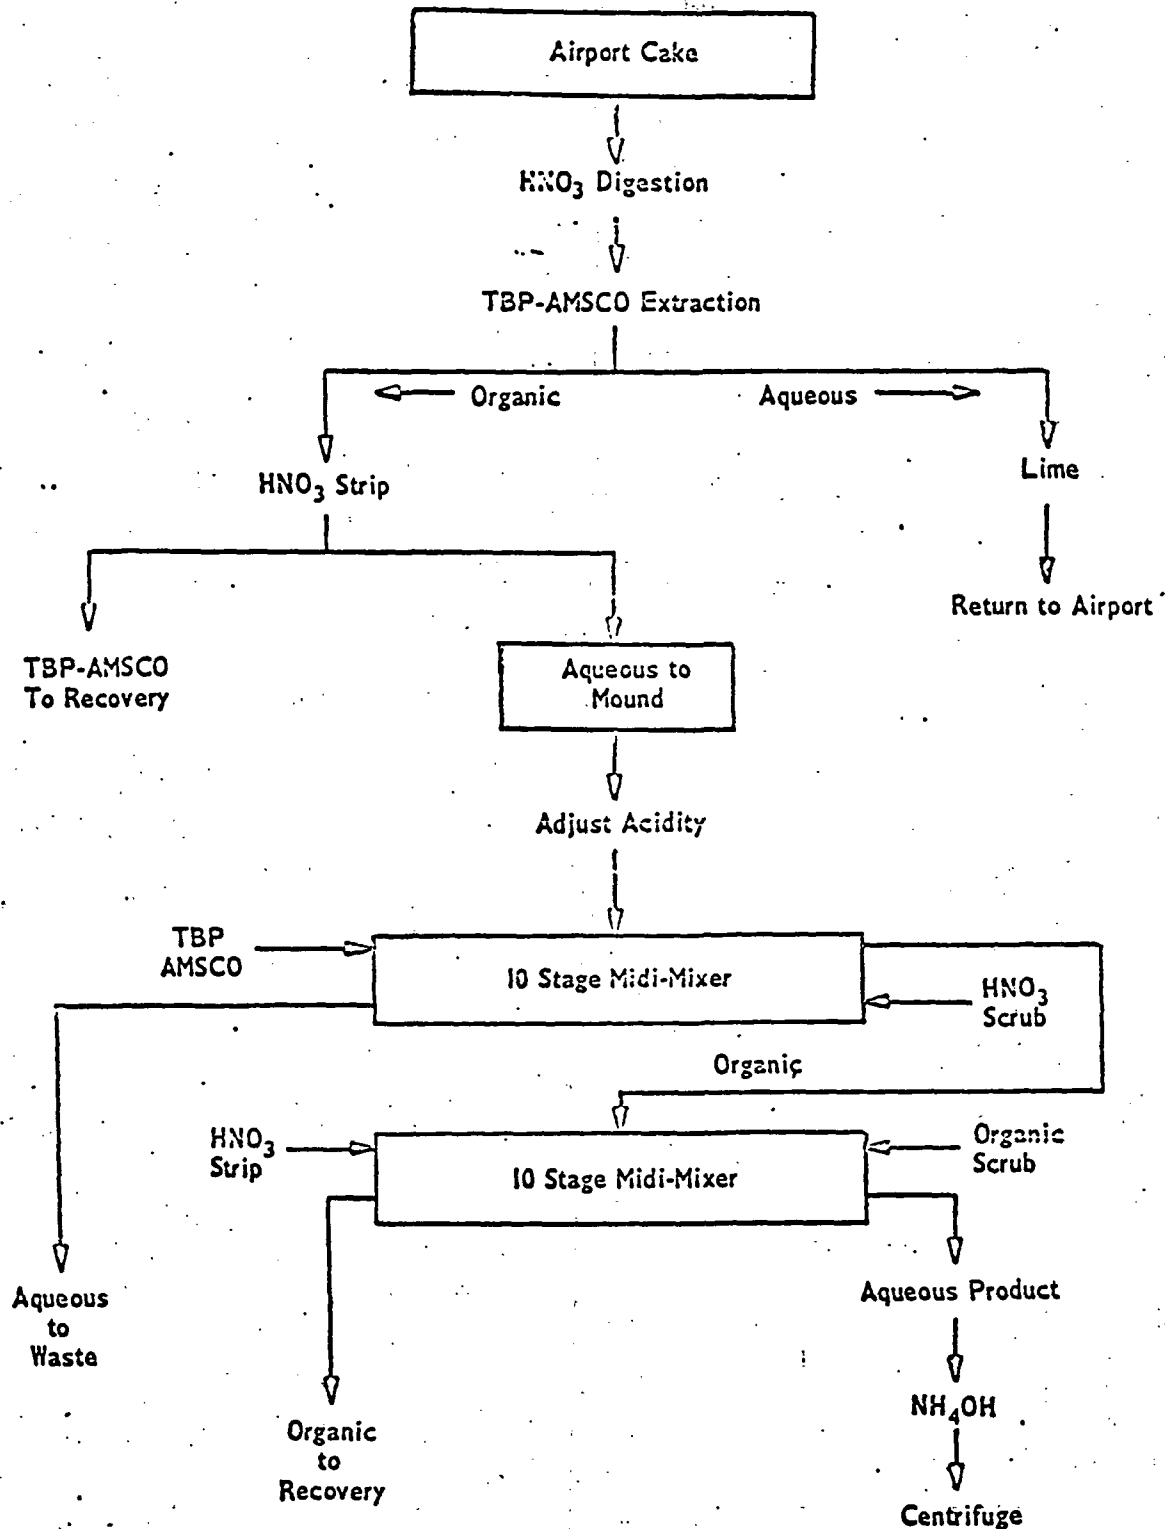 Airport Cake
HNO3 Digestion
TBP-AMSCO Extraction
Organic
Aqueous
HNO3 Strip
Lime
Return to Airport
TBP-AMSCO
To Recovery
Aqueous to
Mound
Adjust Acidity
TBP
AMSCO
10 Stage Midi-Mixer
HNO3
Scrub
Organic
HNO3
Strip
10 Stage Midi-Mixer
Organic
Scrub
Aqueous
to
Waste
Aqueous Product
NH4OH
Organic
to
Recovery
Centrifuge